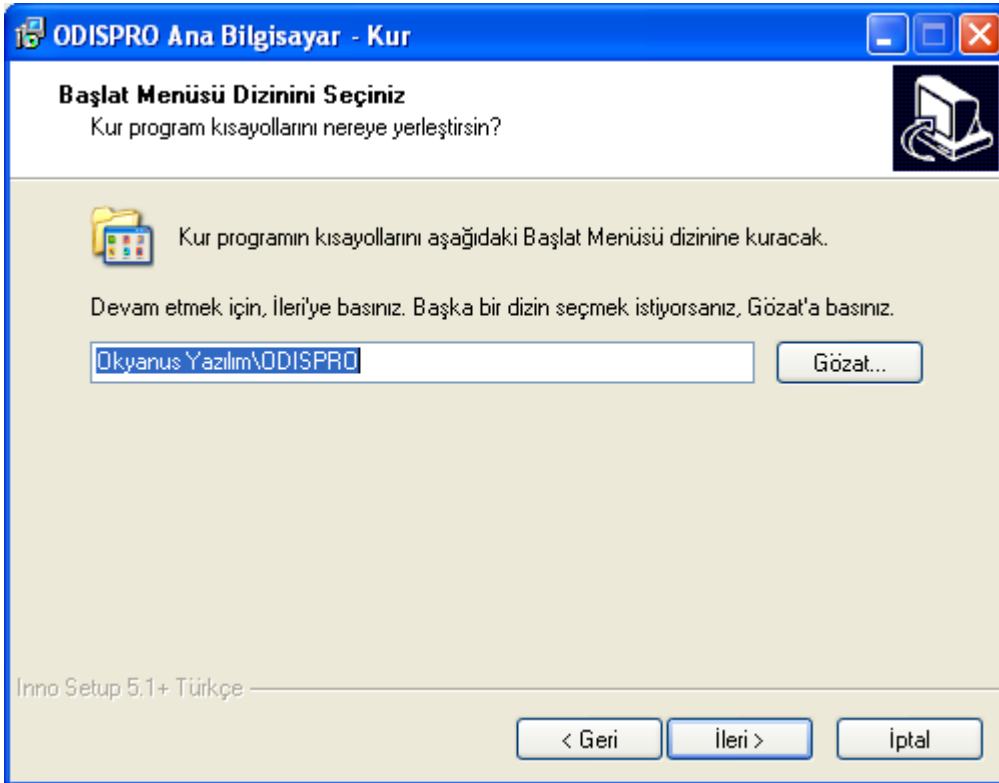 ODISPRO Ana Bilgisayar - Kur
Başlat Menüsü Dizinini Seçiniz
Kur program kısayollarını nereye yerleştirsin?
Kur programın kısayollarını aşağıdaki Başlat Menüsü dizinine kuracak.
Devam etmek için, İleri'ye basınız. Başka bir dizin seçmek istiyorsanız, Gözat'a basınız.
Okyanus Yazılım\ODISPRO
Gözat...
Inno Setup 5.1+ Türkçe
< Geri
İleri >
İptal